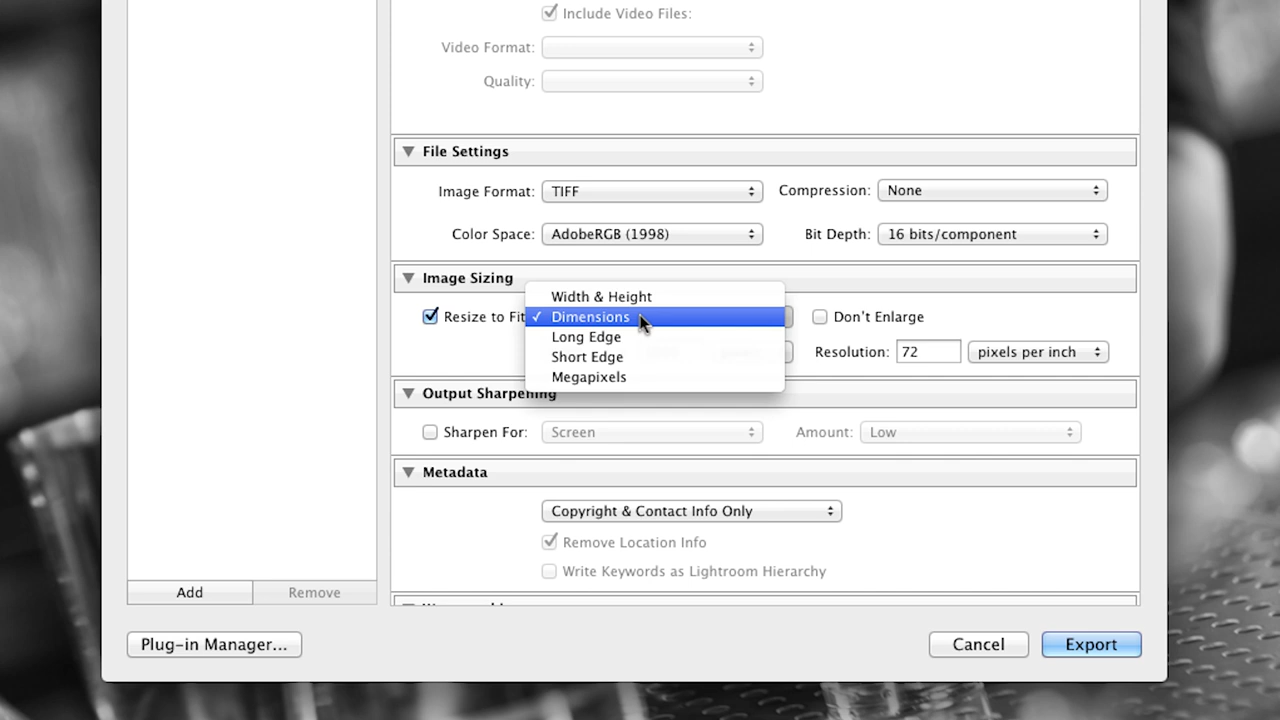 Include Video Files:
Video Format:
Quality:
File Settings
Image Format: TIFF Compression: None
Color Space: AdobeRGB (1998) Bit Depth: 16 bits/component
Image Sizing
Width & Height
Resize to Fit ✓ Dimensions Don't Enlarge
Long Edge
Resolution: 72 pixels per inch
Short Edge
Megapixels
Output Sharpening
Sharpen For: Screen Amount: Low
Metadata
Copyright & Contact Info Only
Remove Location Info
Write Keywords as Lightroom Hierarchy
Add Remove
Plug-in Manager... Cancel Export